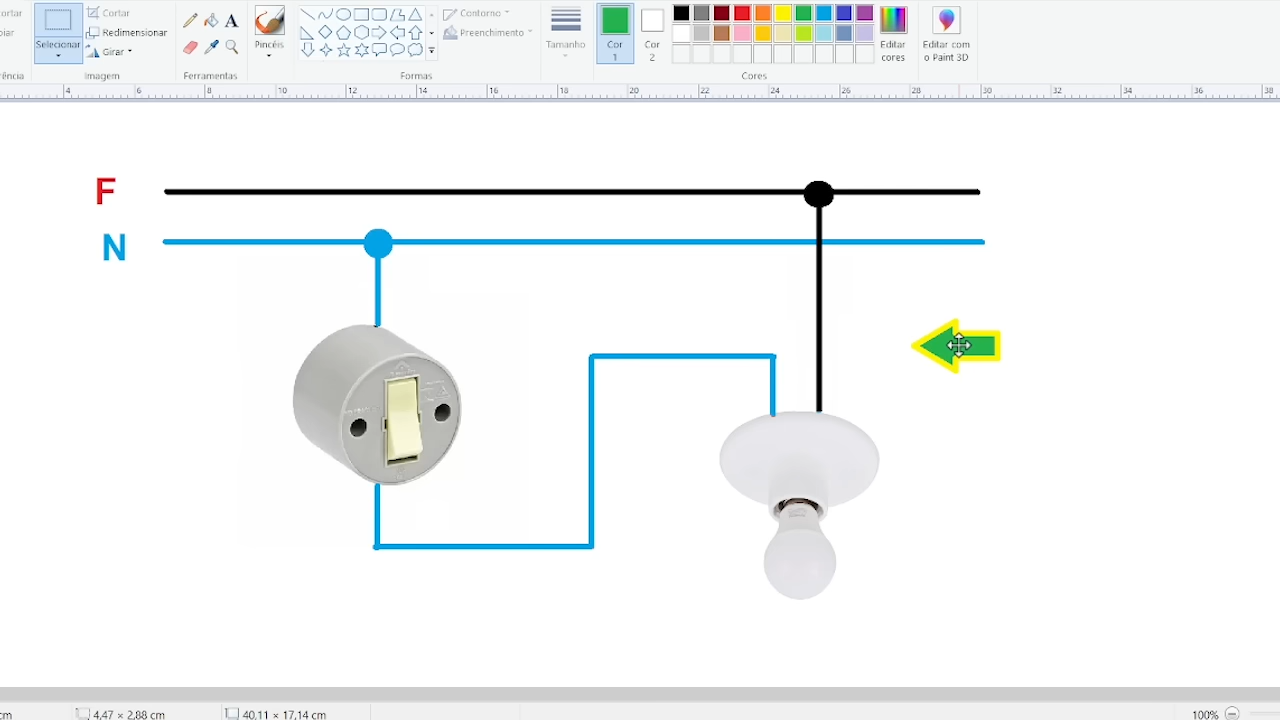 ortar
Cortar
piar
Redimensionar
Selecionar
Girar
Pincéis
Contorno
Preenchimento
Tamanho
Cor
1
Cor
2
Editar
cores
Editar com
o Paint 3D
rência
Imagem
Ferramentas
Formas
Cores
4 6 8 10 12 14 16 18 20 22 24 26 28 30 32 34 36 38
F
N
cm
4,47 × 2,88 cm
40,11 × 17,14 cm
100%